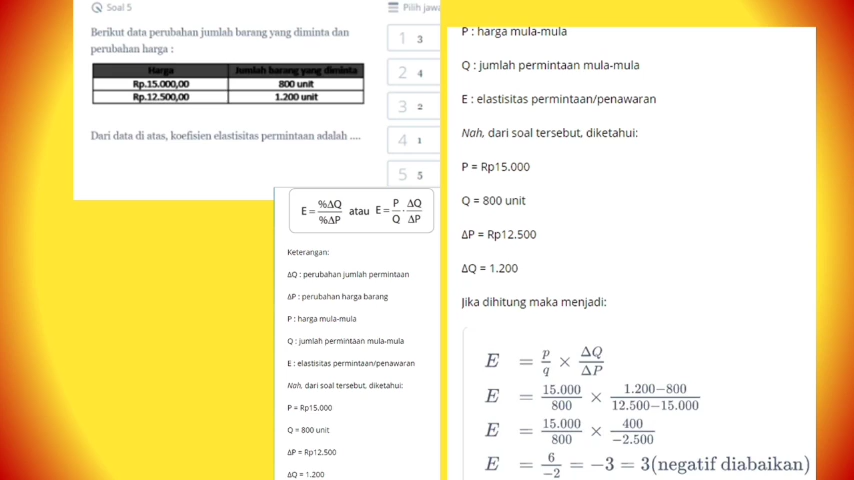 Soal 5
Pilih jawa
Berikut data perubahan jumlah barang yang diminta dan
perubahan harga :
Harga Jumlah barang yang diminta
Rp.15.000,00 800 unit
Rp.12.500,00 1.200 unit
Dari data di atas, koefisien elastisitas permintaan adalah ....
1 3
2 4
3 2
4 1
5 5
E = %ΔQ / %ΔP atau E = P/Q . ΔQ/ΔP
Keterangan:
ΔQ : perubahan jumlah permintaan
ΔP : perubahan harga barang
P : harga mula-mula
Q : jumlah permintaan mula-mula
E : elastisitas permintaan/penawaran
Nah, dari soal tersebut, diketahui:
P = Rp15.000
Q = 800 unit
ΔP = Rp12.500
ΔQ = 1.200
P : harga mula-mula
Q : jumlah permintaan mula-mula
E : elastisitas permintaan/penawaran
Nah, dari soal tersebut, diketahui:
P = Rp15.000
Q = 800 unit
ΔP = Rp12.500
ΔQ = 1.200
Jika dihitung maka menjadi:
E = p/q × ΔQ/ΔP
E = 15.000/800 × 1.200−800/12.500−15.000
E = 15.000/800 × 400/−2.500
E = 6/−2 = −3 = 3(negatif diabaikan)